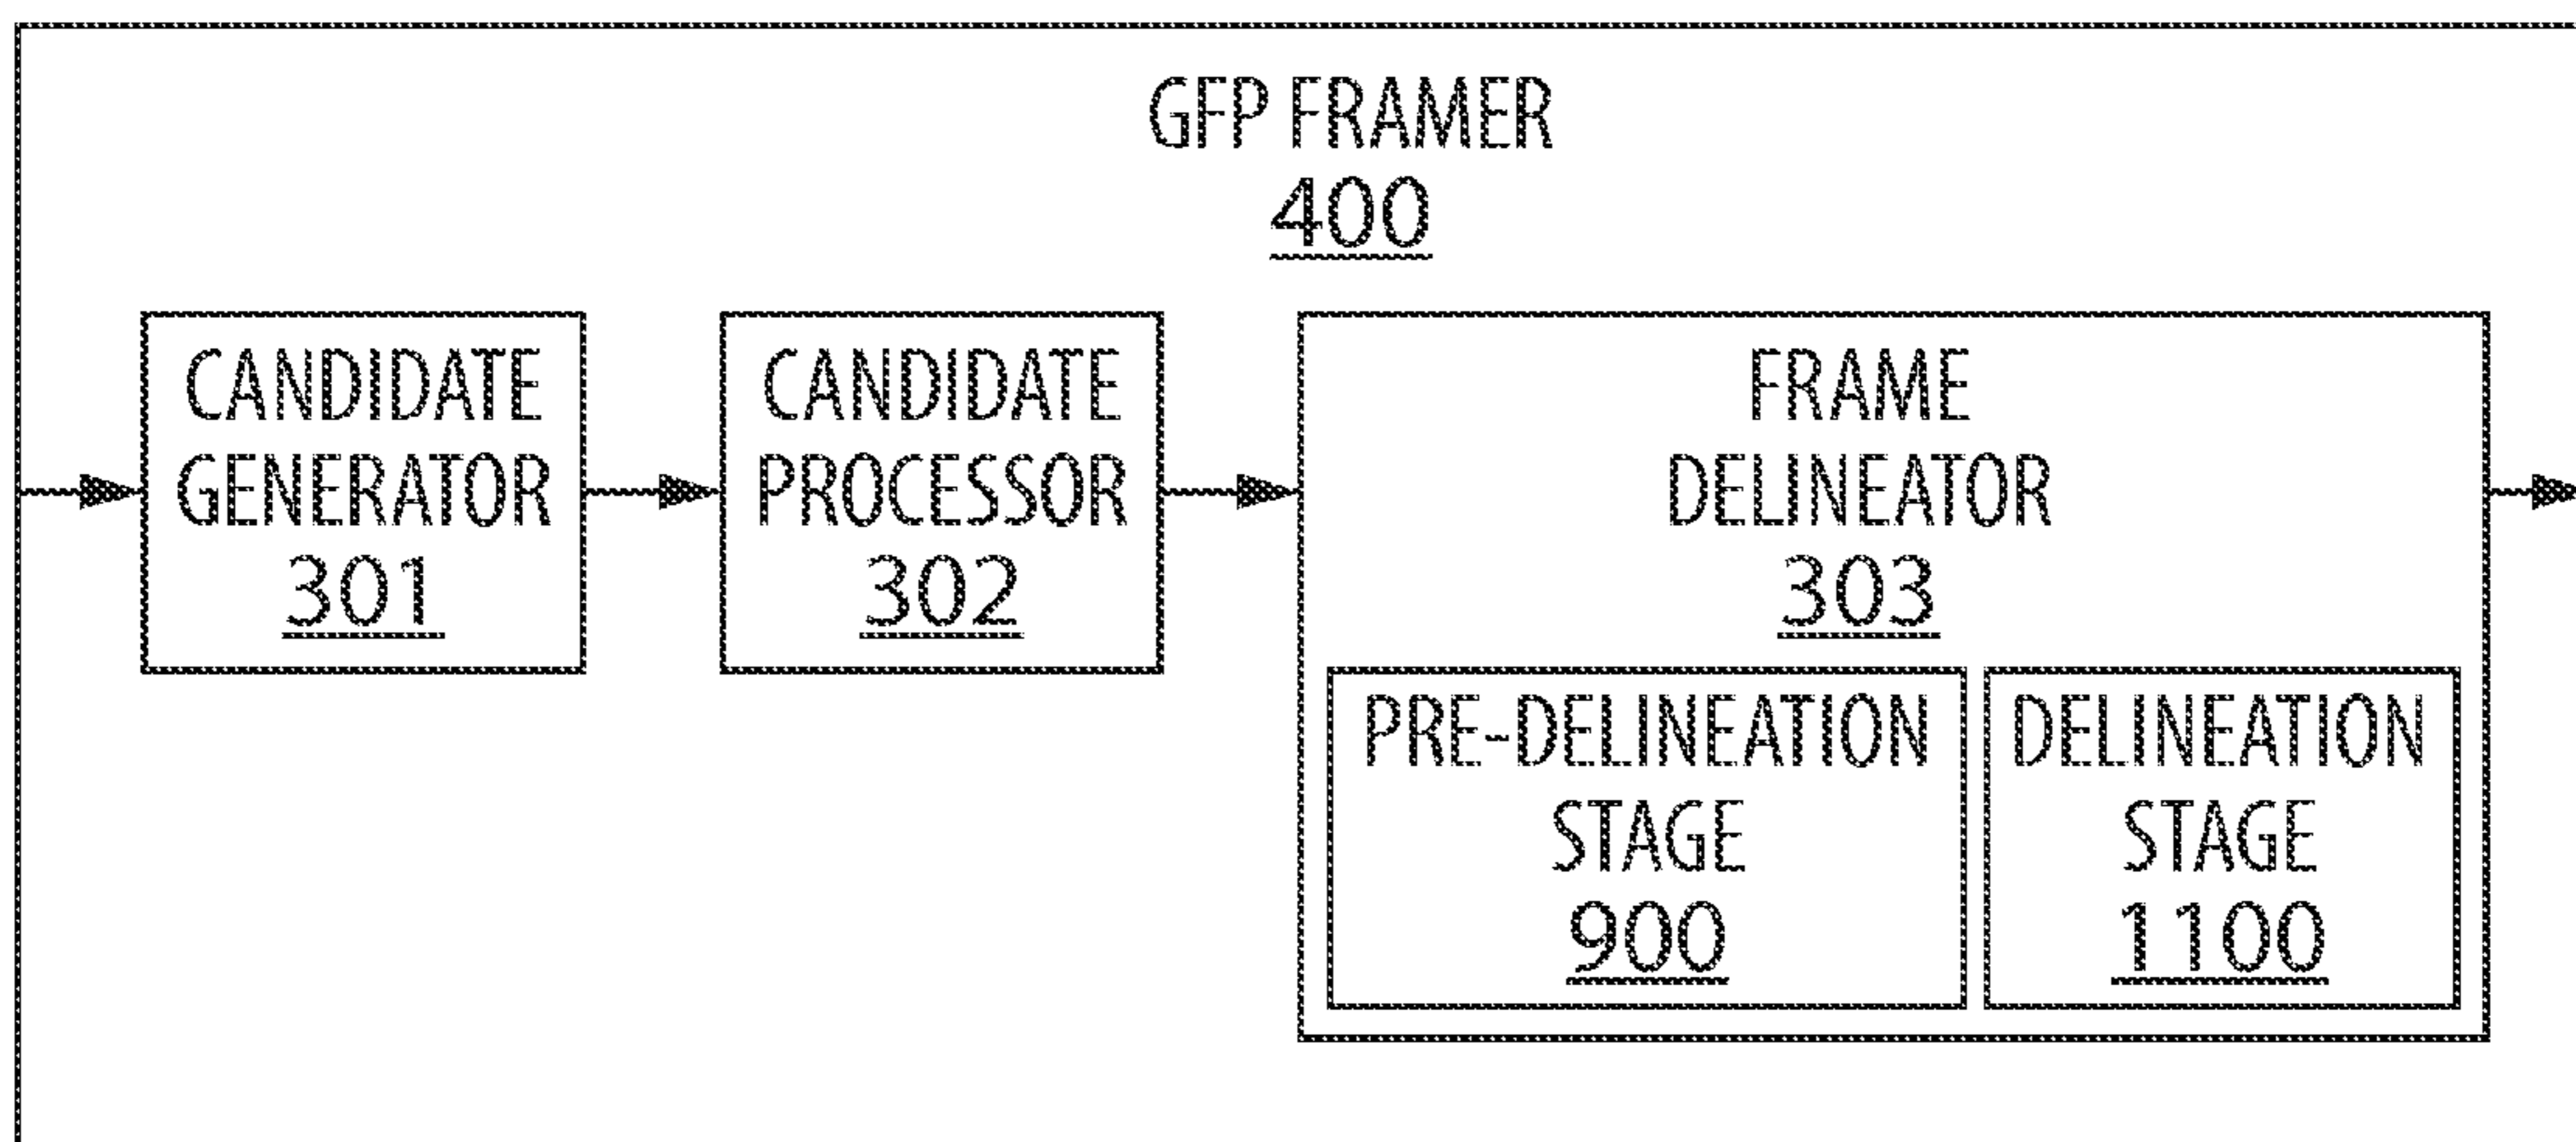 GFP FRAMER
400
CANDIDATE
GENERATOR
301
CANDIDATE
PROCESSOR
302
FRAME
DELINEATOR
303
PRE-DELINEATION
STAGE
900
DELINEATION
STAGE
1100